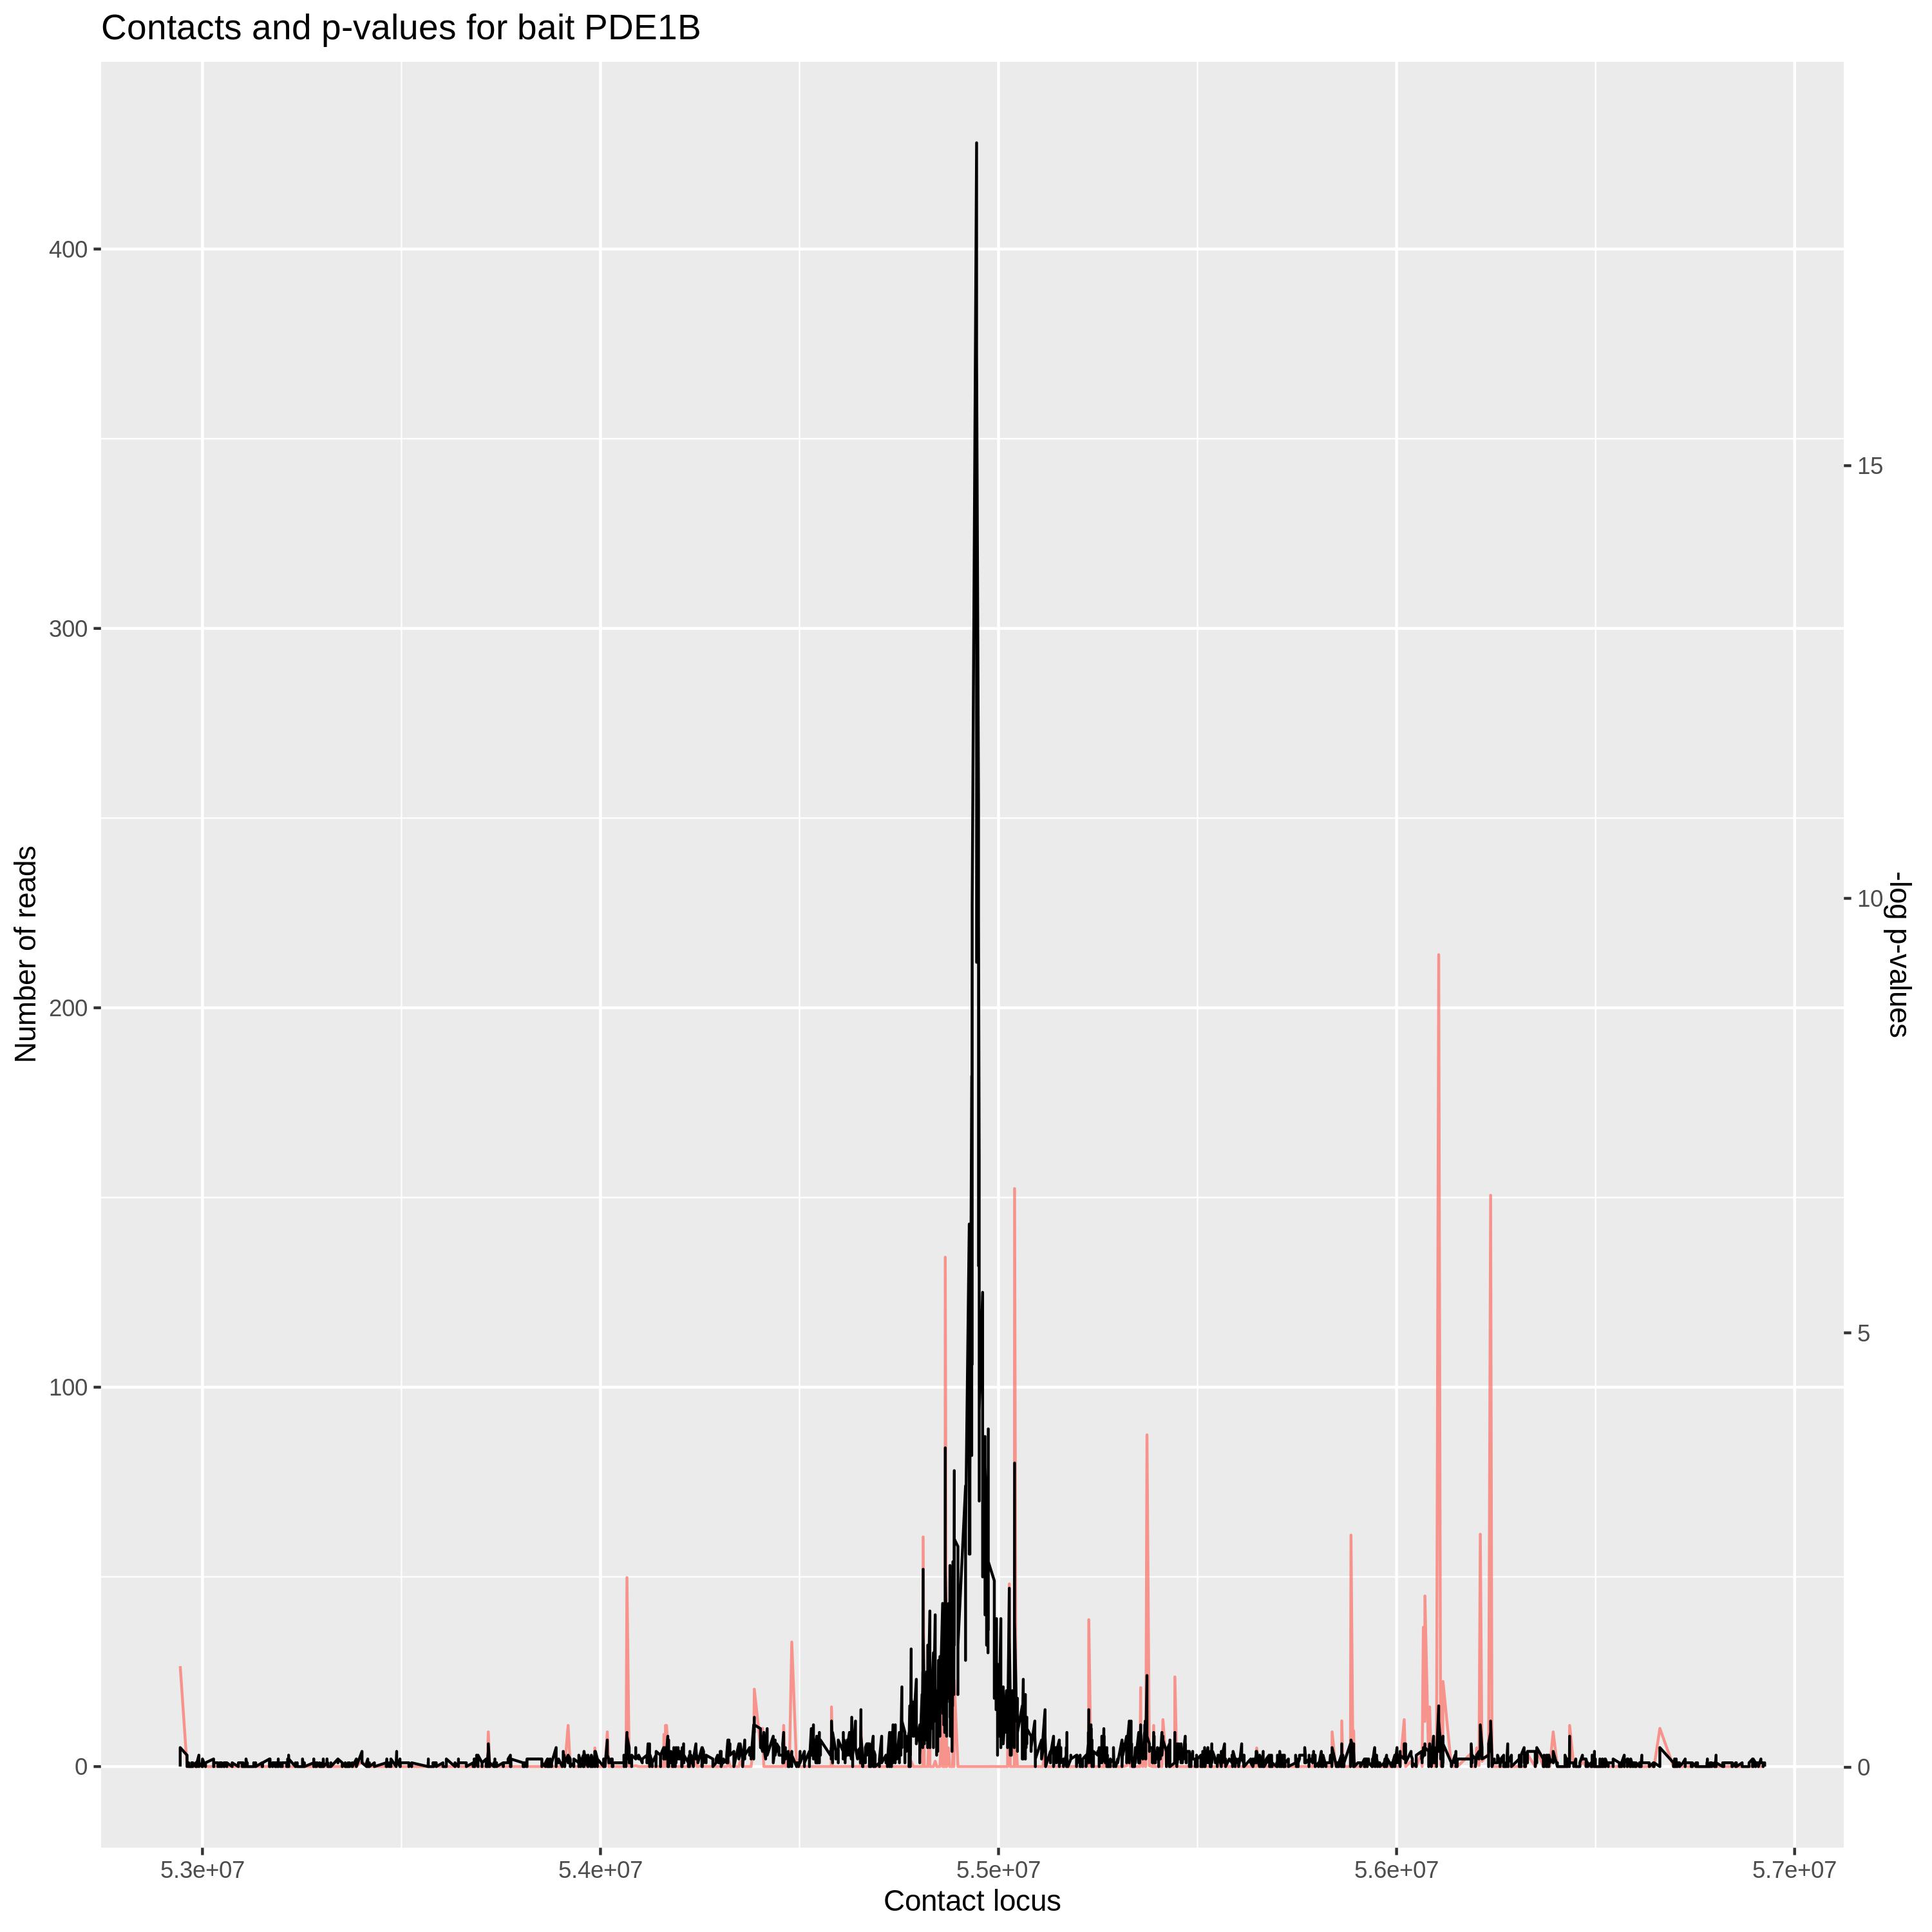 Contacts and p-values for bait PDE1B
400
300
200
100
0
Number of reads
15
10
5
0
-log p-values
5.3e+07
5.4e+07
5.5e+07
5.6e+07
5.7e+07
Contact locus